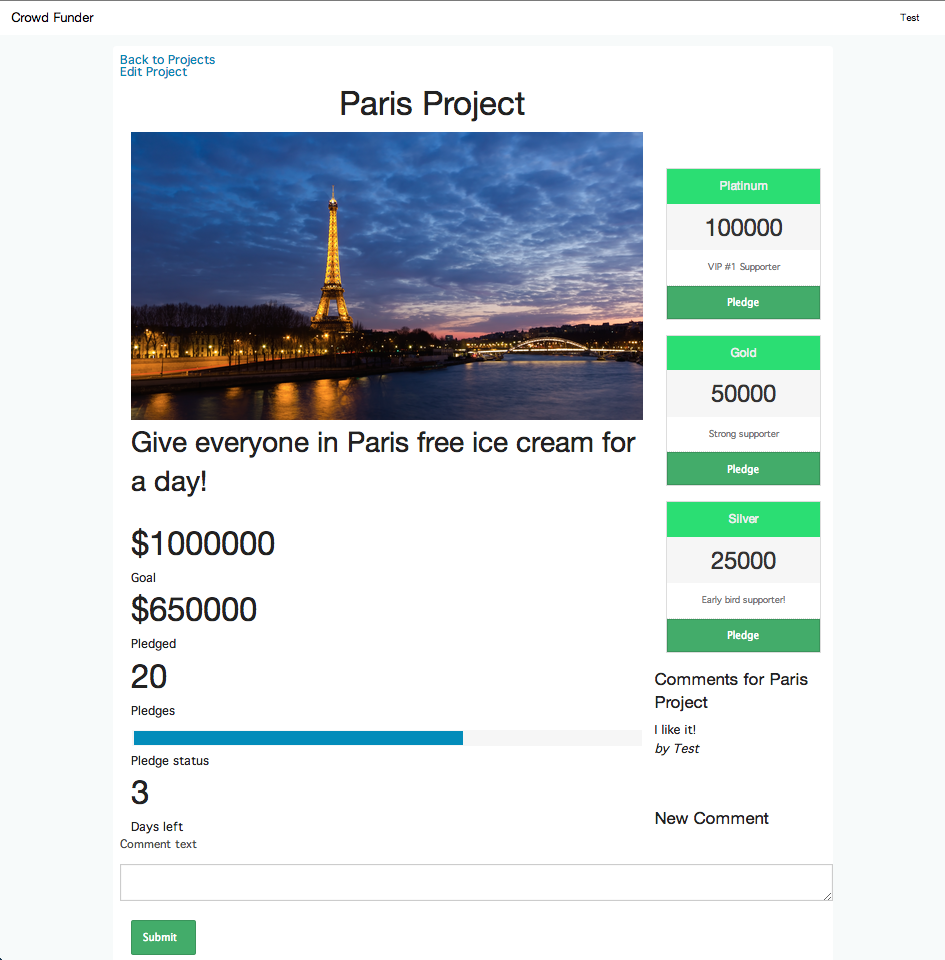 Crowd Funder
Test
Back to Projects
Edit Project
Paris Project
Platinum
100000
VIP #1 Supporter
Pledge
Gold
50000
Strong supporter
Pledge
Silver
25000
Early bird supporter!
Pledge
Give everyone in Paris free ice cream for
a day!
$1000000
Goal
$650000
Pledged
20
Pledges
Pledge status
3
Days left
Comments for Paris
Project
I like it!
by Test
New Comment
Comment text
Submit